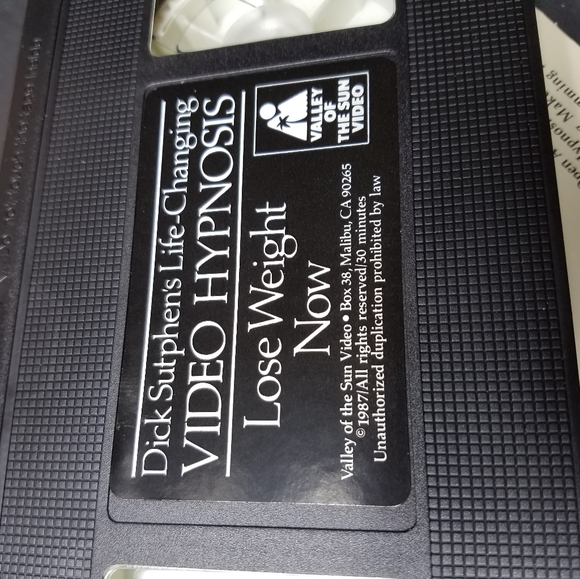 Dick Sutphen's Life-Changing
VIDEO HYPNOSIS
Lose Weight
Now
VALLEY
OF
THE SUN
VIDEO
Valley of the Sun Video • Box 38, Malibu, CA 90265
©1987/All rights reserved/30 minutes
Unauthorized duplication prohibited by law